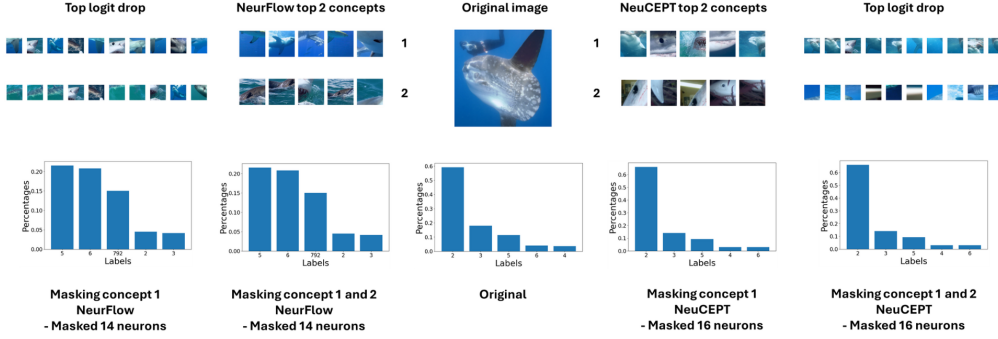 Top logit drop
NeurFlow top 2 concepts
Original image
NeuCEPT top 2 concepts
Top logit drop
1
1
2
2
0.20
0.15
0.10
0.05
0.00
Percentages
5 6 792 2 3
Labels
0.20
0.15
0.10
0.05
0.00
Percentages
5 6 792 2 3
Labels
0.6
0.5
0.4
0.3
0.2
0.1
0.0
Percentages
2 3 5 6 4
Labels
0.6
0.5
0.4
0.3
0.2
0.1
0.0
Percentages
2 3 5 4 6
Labels
0.6
0.5
0.4
0.3
0.2
0.1
0.0
Percentages
2 3 5 4 6
Labels
Masking concept 1
NeurFlow
- Masked 14 neurons
Masking concept 1 and 2
NeurFlow
- Masked 14 neurons
Original
Masking concept 1
NeuCEPT
- Masked 16 neurons
Masking concept 1 and 2
NeuCEPT
- Masked 16 neurons